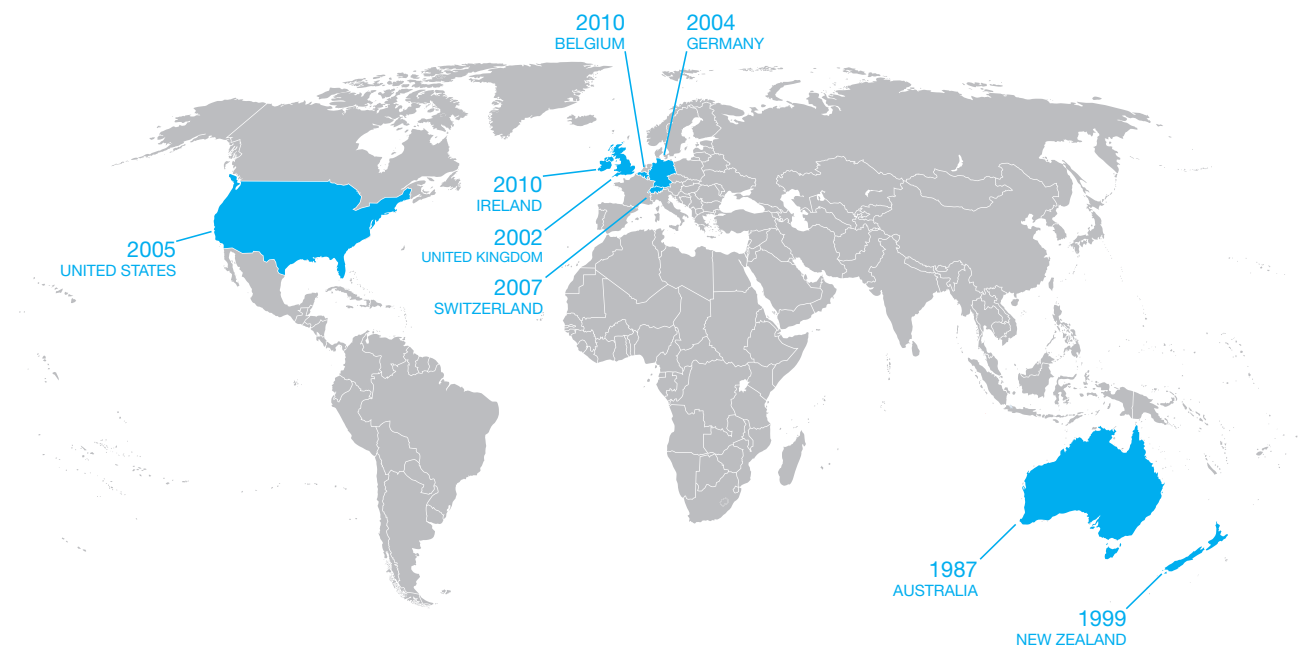 2010
BELGIUM
2004
GERMANY
2010
IRELAND
2002
UNITED KINGDOM
2005
UNITED STATES
2007
SWITZERLAND
1987
AUSTRALIA
1999
NEW ZEALAND